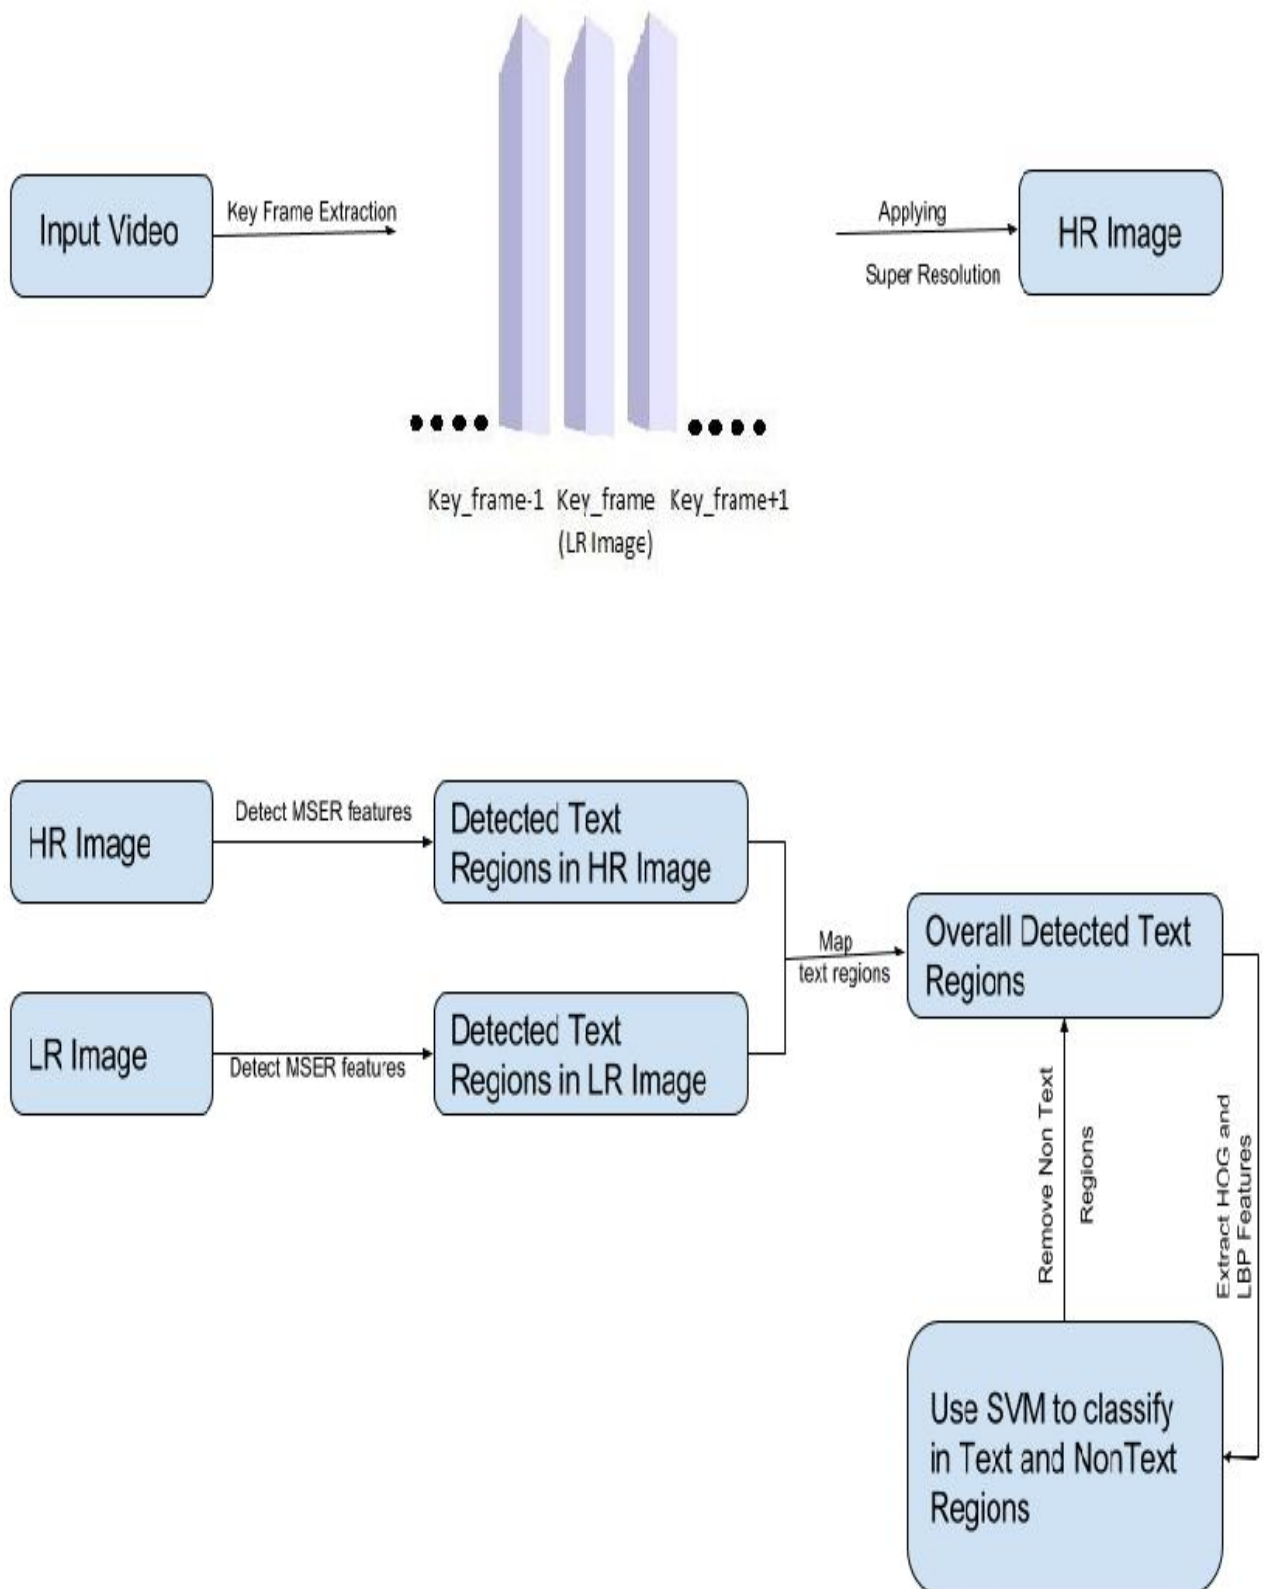 Input Video
Key Frame Extraction
Applying
Super Resolution
HR Image
Key_frame-1 Key_frame Key_frame+1
(LR Image)
HR Image
Detect MSER features
Detected Text
Regions in HR Image
LR Image
Detect MSER features
Detected Text
Regions in LR Image
Map
text regions
Overall Detected Text
Regions
Remove Non Text
Regions
Extract HOG and
LBP Features
Use SVM to classify
in Text and NonText
Regions